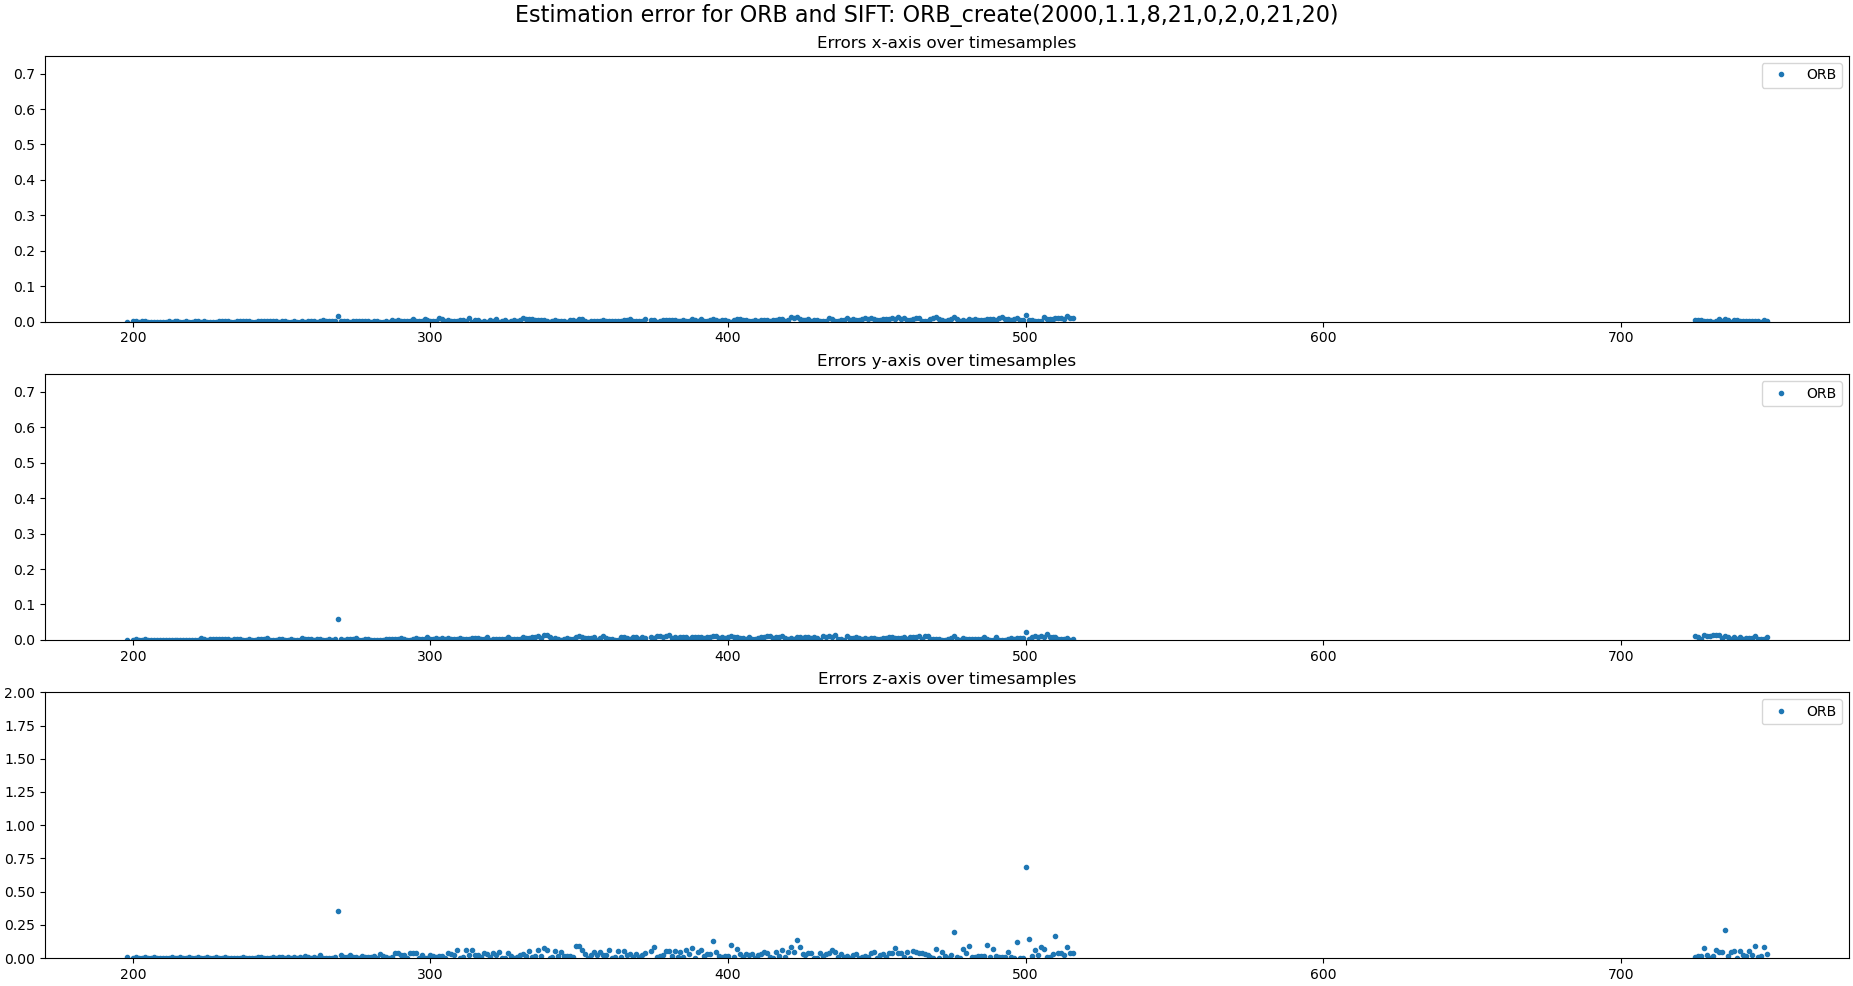 Estimation error for ORB and SIFT: ORB_create(2000,1.1,8,21,0,2,0,21,20)
Errors x-axis over timesamples
ORB
0.7
0.6
0.5
0.4
0.3
0.2
0.1
0.0
200 300 400 500 600 700
Errors y-axis over timesamples
ORB
0.7
0.6
0.5
0.4
0.3
0.2
0.1
0.0
200 300 400 500 600 700
Errors z-axis over timesamples
ORB
2.00
1.75
1.50
1.25
1.00
0.75
0.50
0.25
0.00
200 300 400 500 600 700